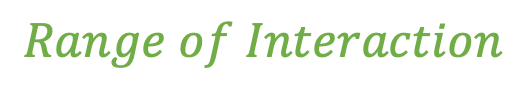 Range of Interaction